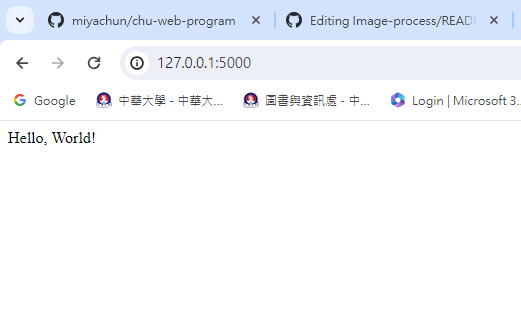 miyachun/chu-web-program
Editing Image-process/READ
127.0.0.1:5000
Google
中華大學 - 中華大...
圖書與資訊處 - 中...
Login | Microsoft 3...
Hello, World!